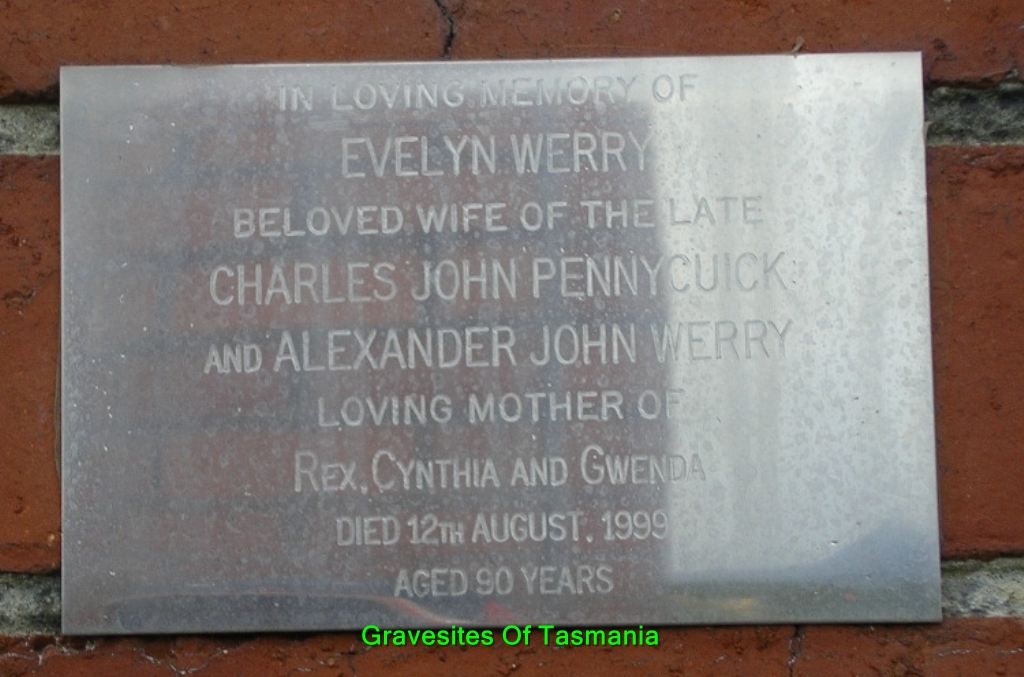 IN LOVING MEMORY OF
EVELYN WERRY
BELOVED WIFE OF THE LATE
CHARLES JOHN PENNYCUICK
AND ALEXANDER JOHN WERRY
LOVING MOTHER OF
REX, CYNTHIA AND GWENDA
DIED 12TH AUGUST, 1999
AGED 90 YEARS
Gravesites Of Tasmania